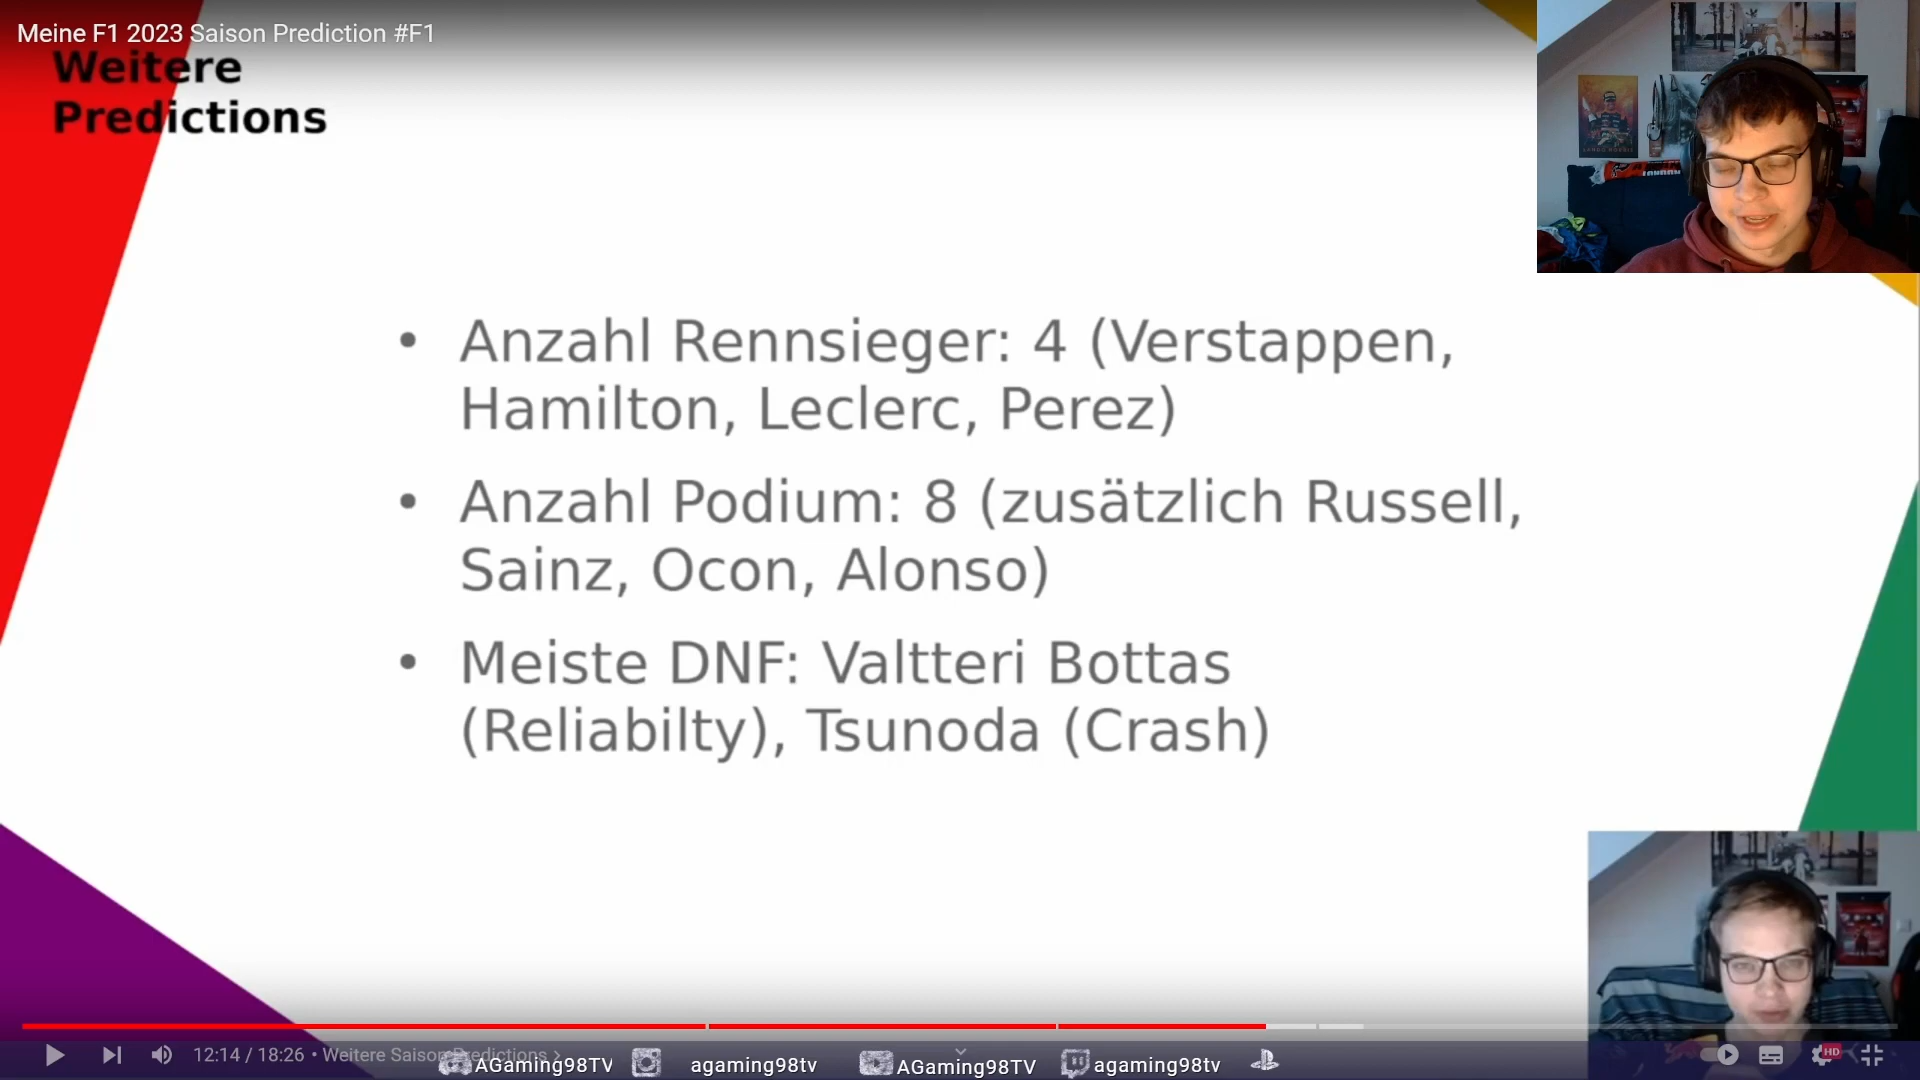 Meine F1 2023 Saison Prediction #F1
Weitere
Predictions
• Anzahl Rennsieger: 4 (Verstappen,
Hamilton, Leclerc, Perez)
• Anzahl Podium: 8 (zusätzlich Russell,
Sainz, Ocon, Alonso)
• Meiste DNF: Valtteri Bottas
(Reliabilty), Tsunoda (Crash)
12:14 / 18:26 • Weitere Saison Predictions
AGaming98TV agaming98tv AGaming98TV agaming98tv
HD